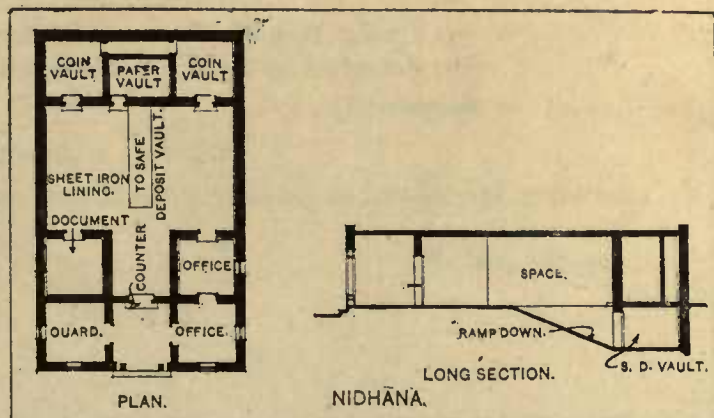 COIN
VAULT
PAPER
VAULT
COIN
VAULT
TO SAFE
DEPOSIT VAULT.
SHEET IRON
LINING.
DOCUMENT
COUNTER
OFFICE
GUARD.
OFFICE.
PLAN.
SPACE.
RAMP DOWN.
S. D. VAULT.
LONG SECTION.
NIDHĀNA.